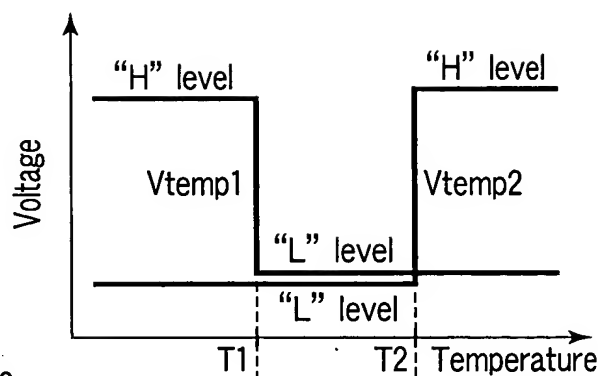 "H" level
"H" level
Voltage
Vtemp1
Vtemp2
"L" level
"L" level
T1
T2
Temperature